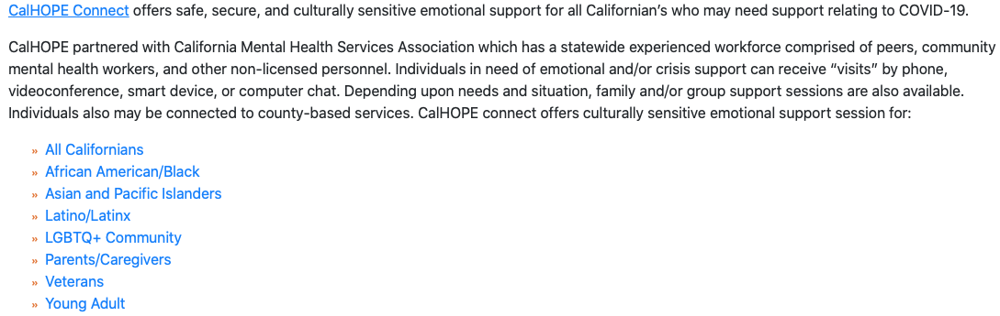 CalHOPE Connect offers safe, secure, and culturally sensitive emotional support for all Californian's who may need support relating to COVID-19.
CalHOPE partnered with California Mental Health Services Association which has a statewide experienced workforce comprised of peers, community
mental health workers, and other non-licensed personnel. Individuals in need of emotional and/or crisis support can receive “visits” by phone,
videoconference, smart device, or computer chat. Depending upon needs and situation, family and/or group support sessions are also available.
Individuals also may be connected to county-based services. CalHOPE connect offers culturally sensitive emotional support session for:
» All Californians
» African American/Black
» Asian and Pacific Islanders
» Latino/Latinx
» LGBTQ+ Community
» Parents/Caregivers
» Veterans
» Young Adult